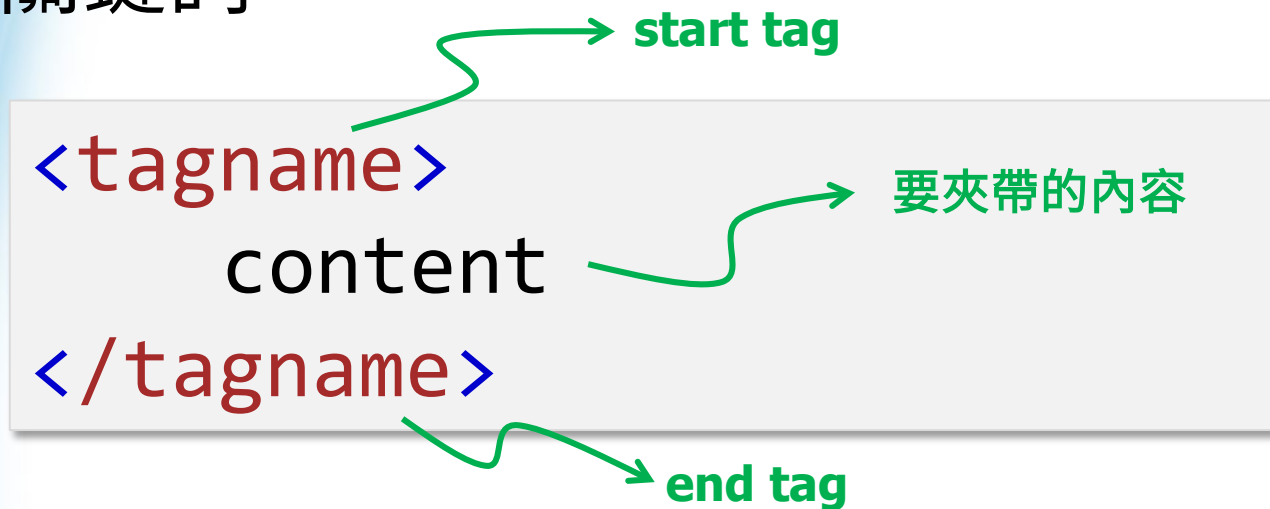 start tag
<tagname>
要夾帶的內容
content
</tagname>
end tag